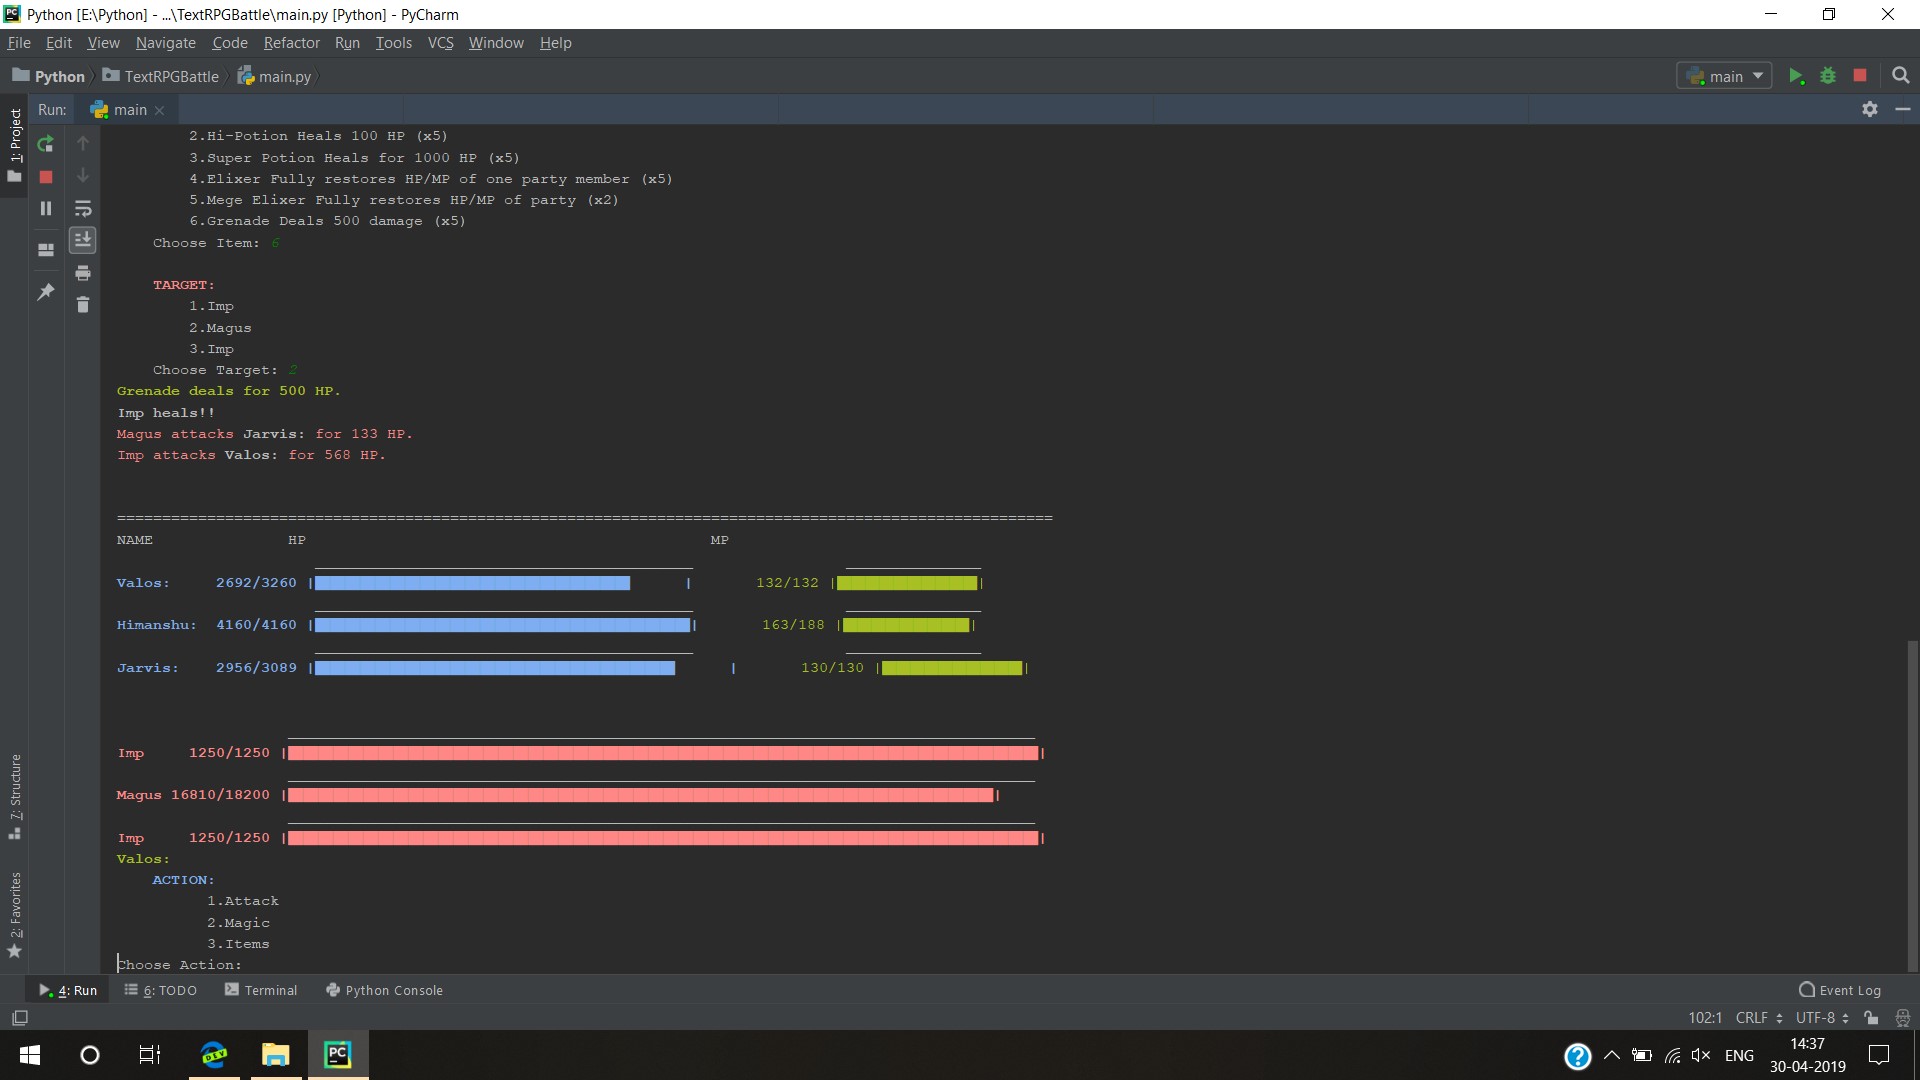 Python [E:\Python] - ...\TextRPGBattle\main.py [Python] - PyCharm
File Edit View Navigate Code Refactor Run Tools VCS Window Help
Python TextRPGBattle main.py main
Run: main
1: Project
2.Hi-Potion Heals 100 HP (x5)
3.Super Potion Heals for 1000 HP (x5)
4.Elixer Fully restores HP/MP of one party member (x5)
5.Mege Elixer Fully restores HP/MP of party (x2)
6.Grenade Deals 500 damage (x5)
Choose Item: 6
TARGET:
1.Imp
2.Magus
3.Imp
Choose Target: 2
Grenade deals for 500 HP.
Imp heals!!
Magus attacks Jarvis: for 133 HP.
Imp attacks Valos: for 568 HP.
========================================================================================================
NAME HP MP
Valos: 2692/3260 | | 132/132 | |
Himanshu: 4160/4160 | | 163/188 | |
Jarvis: 2956/3089 | | 130/130 | |
Imp 1250/1250 | |
Magus 16810/18200 | |
Imp 1250/1250 | |
Valos:
ACTION:
1.Attack
2.Magic
3.Items
Choose Action:
7: Structure
2: Favorites
4: Run 6: TODO Terminal Python Console Event Log
102:1 CRLF UTF-8
DEV PC ENG 14:37
30-04-2019